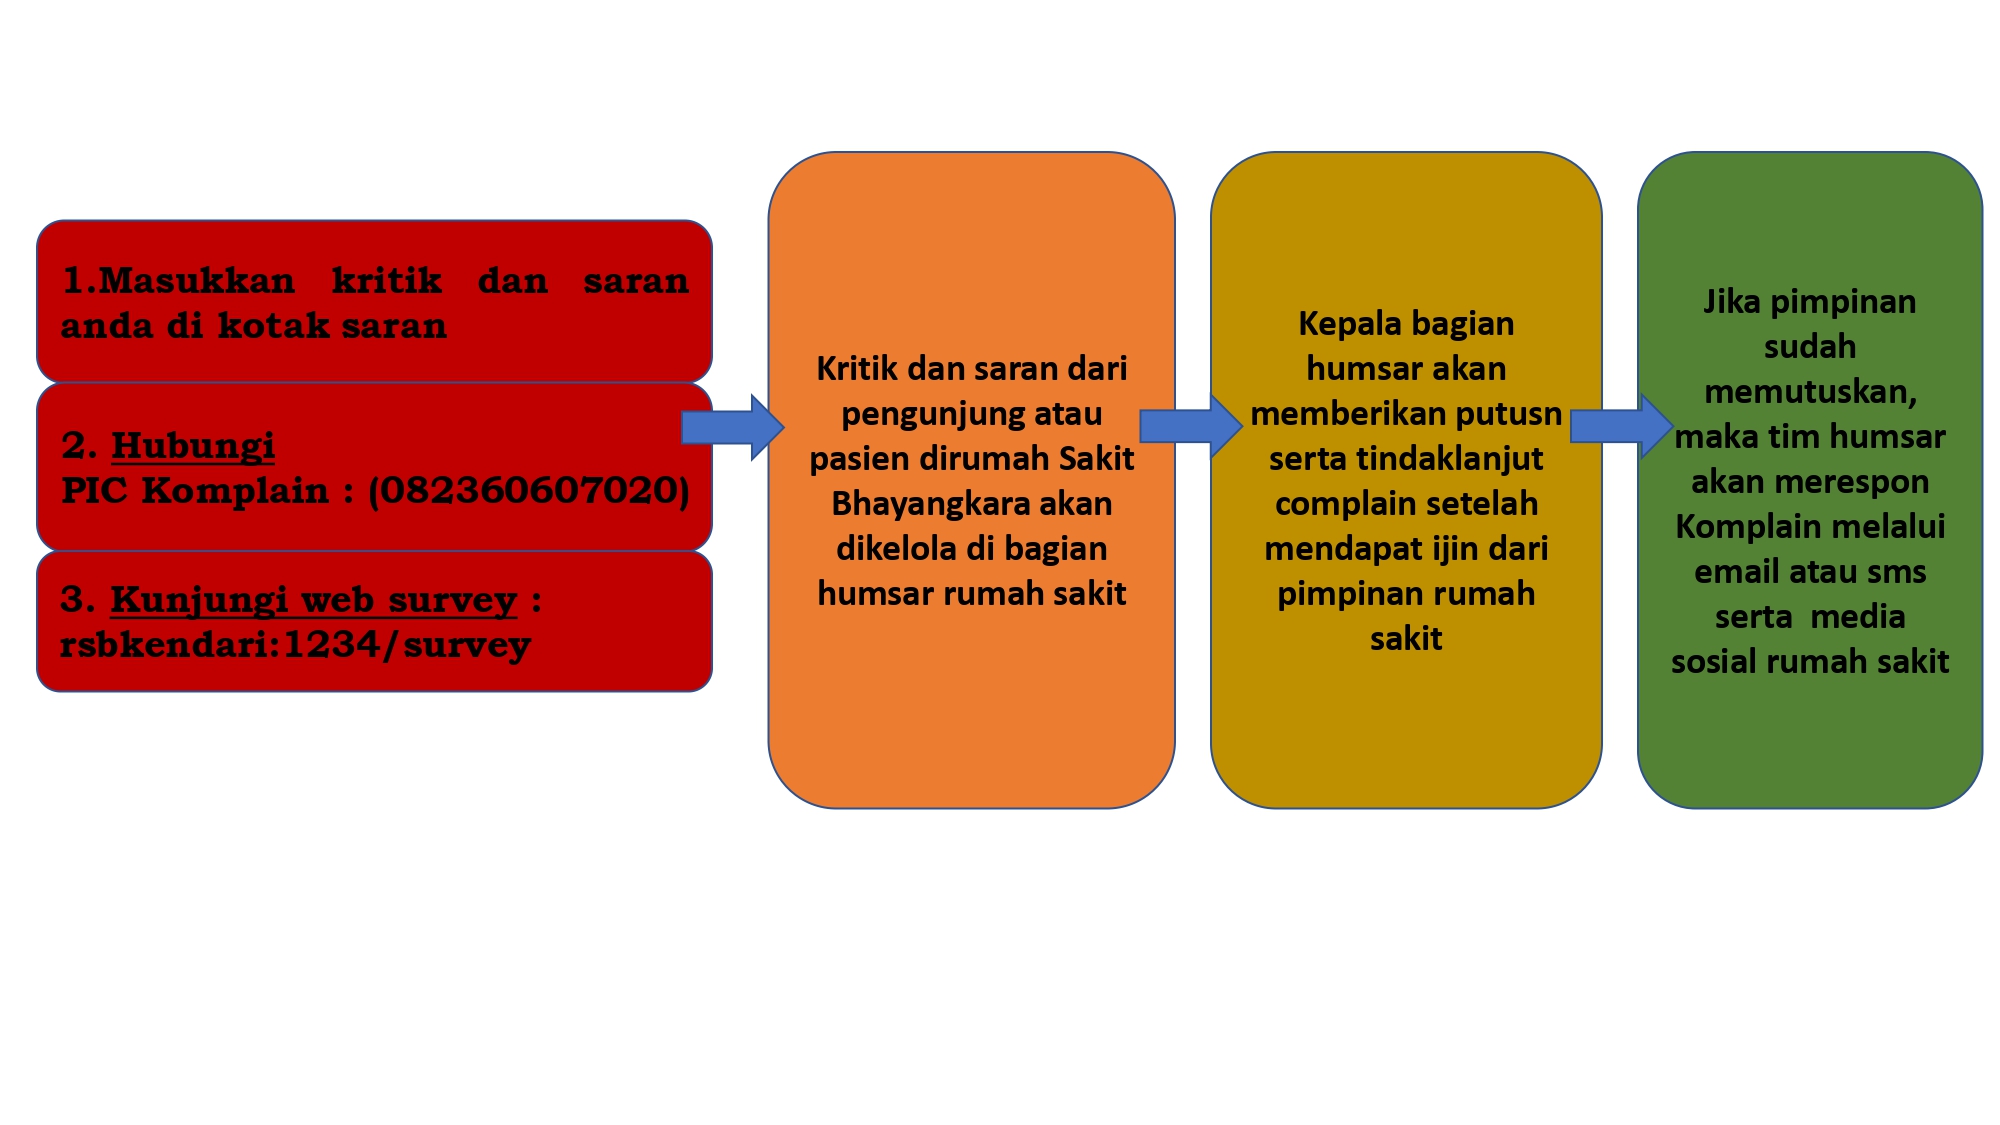 1.Masukkan kritik dan saran
anda di kotak saran
2. Hubungi
PIC Komplain : (082360607020)
3. Kunjungi web survey :
rsbkendari:1234/survey
Kritik dan saran dari
pengunjung atau
pasien dirumah Sakit
Bhayangkara akan
dikelola di bagian
humsar rumah sakit
Kepala bagian
humsar akan
memberikan putusn
serta tindaklanjut
complain setelah
mendapat ijin dari
pimpinan rumah
sakit
Jika pimpinan
sudah
memutuskan,
maka tim humsar
akan merespon
Komplain melalui
email atau sms
serta  media
sosial rumah sakit